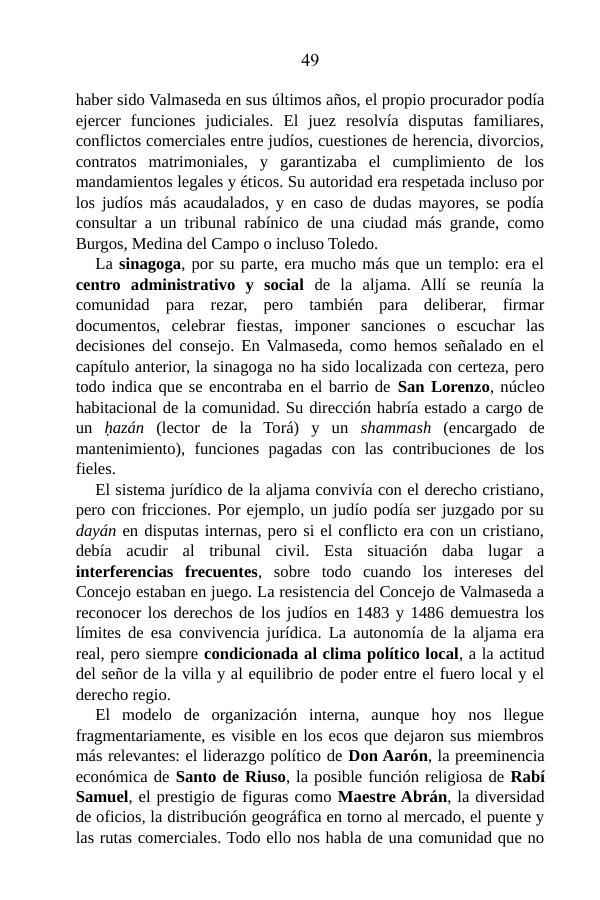 49
haber sido Valmaseda en sus últimos años, el propio procurador podía
ejercer funciones judiciales. El juez resolvía disputas familiares,
conflictos comerciales entre judíos, cuestiones de herencia, divorcios,
contratos matrimoniales, y garantizaba el cumplimiento de los
mandamientos legales y éticos. Su autoridad era respetada incluso por
los judíos más acaudalados, y en caso de dudas mayores, se podía
consultar a un tribunal rabínico de una ciudad más grande, como
Burgos, Medina del Campo o incluso Toledo.
La sinagoga, por su parte, era mucho más que un templo: era el
centro administrativo y social de la aljama. Allí se reunía la
comunidad para rezar, pero también para deliberar, firmar
documentos, celebrar fiestas, imponer sanciones o escuchar las
decisiones del consejo. En Valmaseda, como hemos señalado en el
capítulo anterior, la sinagoga no ha sido localizada con certeza, pero
todo indica que se encontraba en el barrio de San Lorenzo, núcleo
habitacional de la comunidad. Su dirección habría estado a cargo de
un ḥazán (lector de la Torá) y un shammash (encargado de
mantenimiento), funciones pagadas con las contribuciones de los
fieles.
El sistema jurídico de la aljama convivía con el derecho cristiano,
pero con fricciones. Por ejemplo, un judío podía ser juzgado por su
dayán en disputas internas, pero si el conflicto era con un cristiano,
debía acudir al tribunal civil. Esta situación daba lugar a
interferencias frecuentes, sobre todo cuando los intereses del
Concejo estaban en juego. La resistencia del Concejo de Valmaseda a
reconocer los derechos de los judíos en 1483 y 1486 demuestra los
límites de esa convivencia jurídica. La autonomía de la aljama era
real, pero siempre condicionada al clima político local, a la actitud
del señor de la villa y al equilibrio de poder entre el fuero local y el
derecho regio.
El modelo de organización interna, aunque hoy nos llegue
fragmentariamente, es visible en los ecos que dejaron sus miembros
más relevantes: el liderazgo político de Don Aarón, la preeminencia
económica de Santo de Riuso, la posible función religiosa de Rabí
Samuel, el prestigio de figuras como Maestre Abrán, la diversidad
de oficios, la distribución geográfica en torno al mercado, el puente y
las rutas comerciales. Todo ello nos habla de una comunidad que no